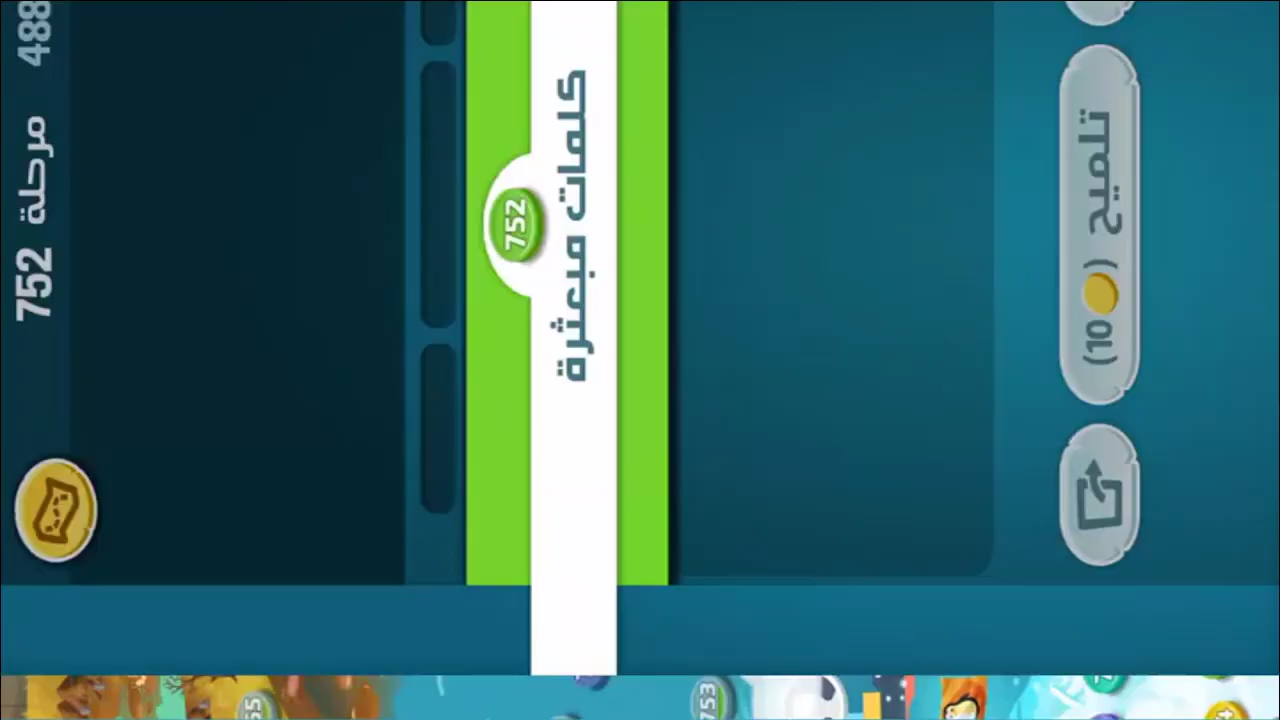 488
مرحلة 752
752
كلمات مبعثرة
تلميح (10)
753